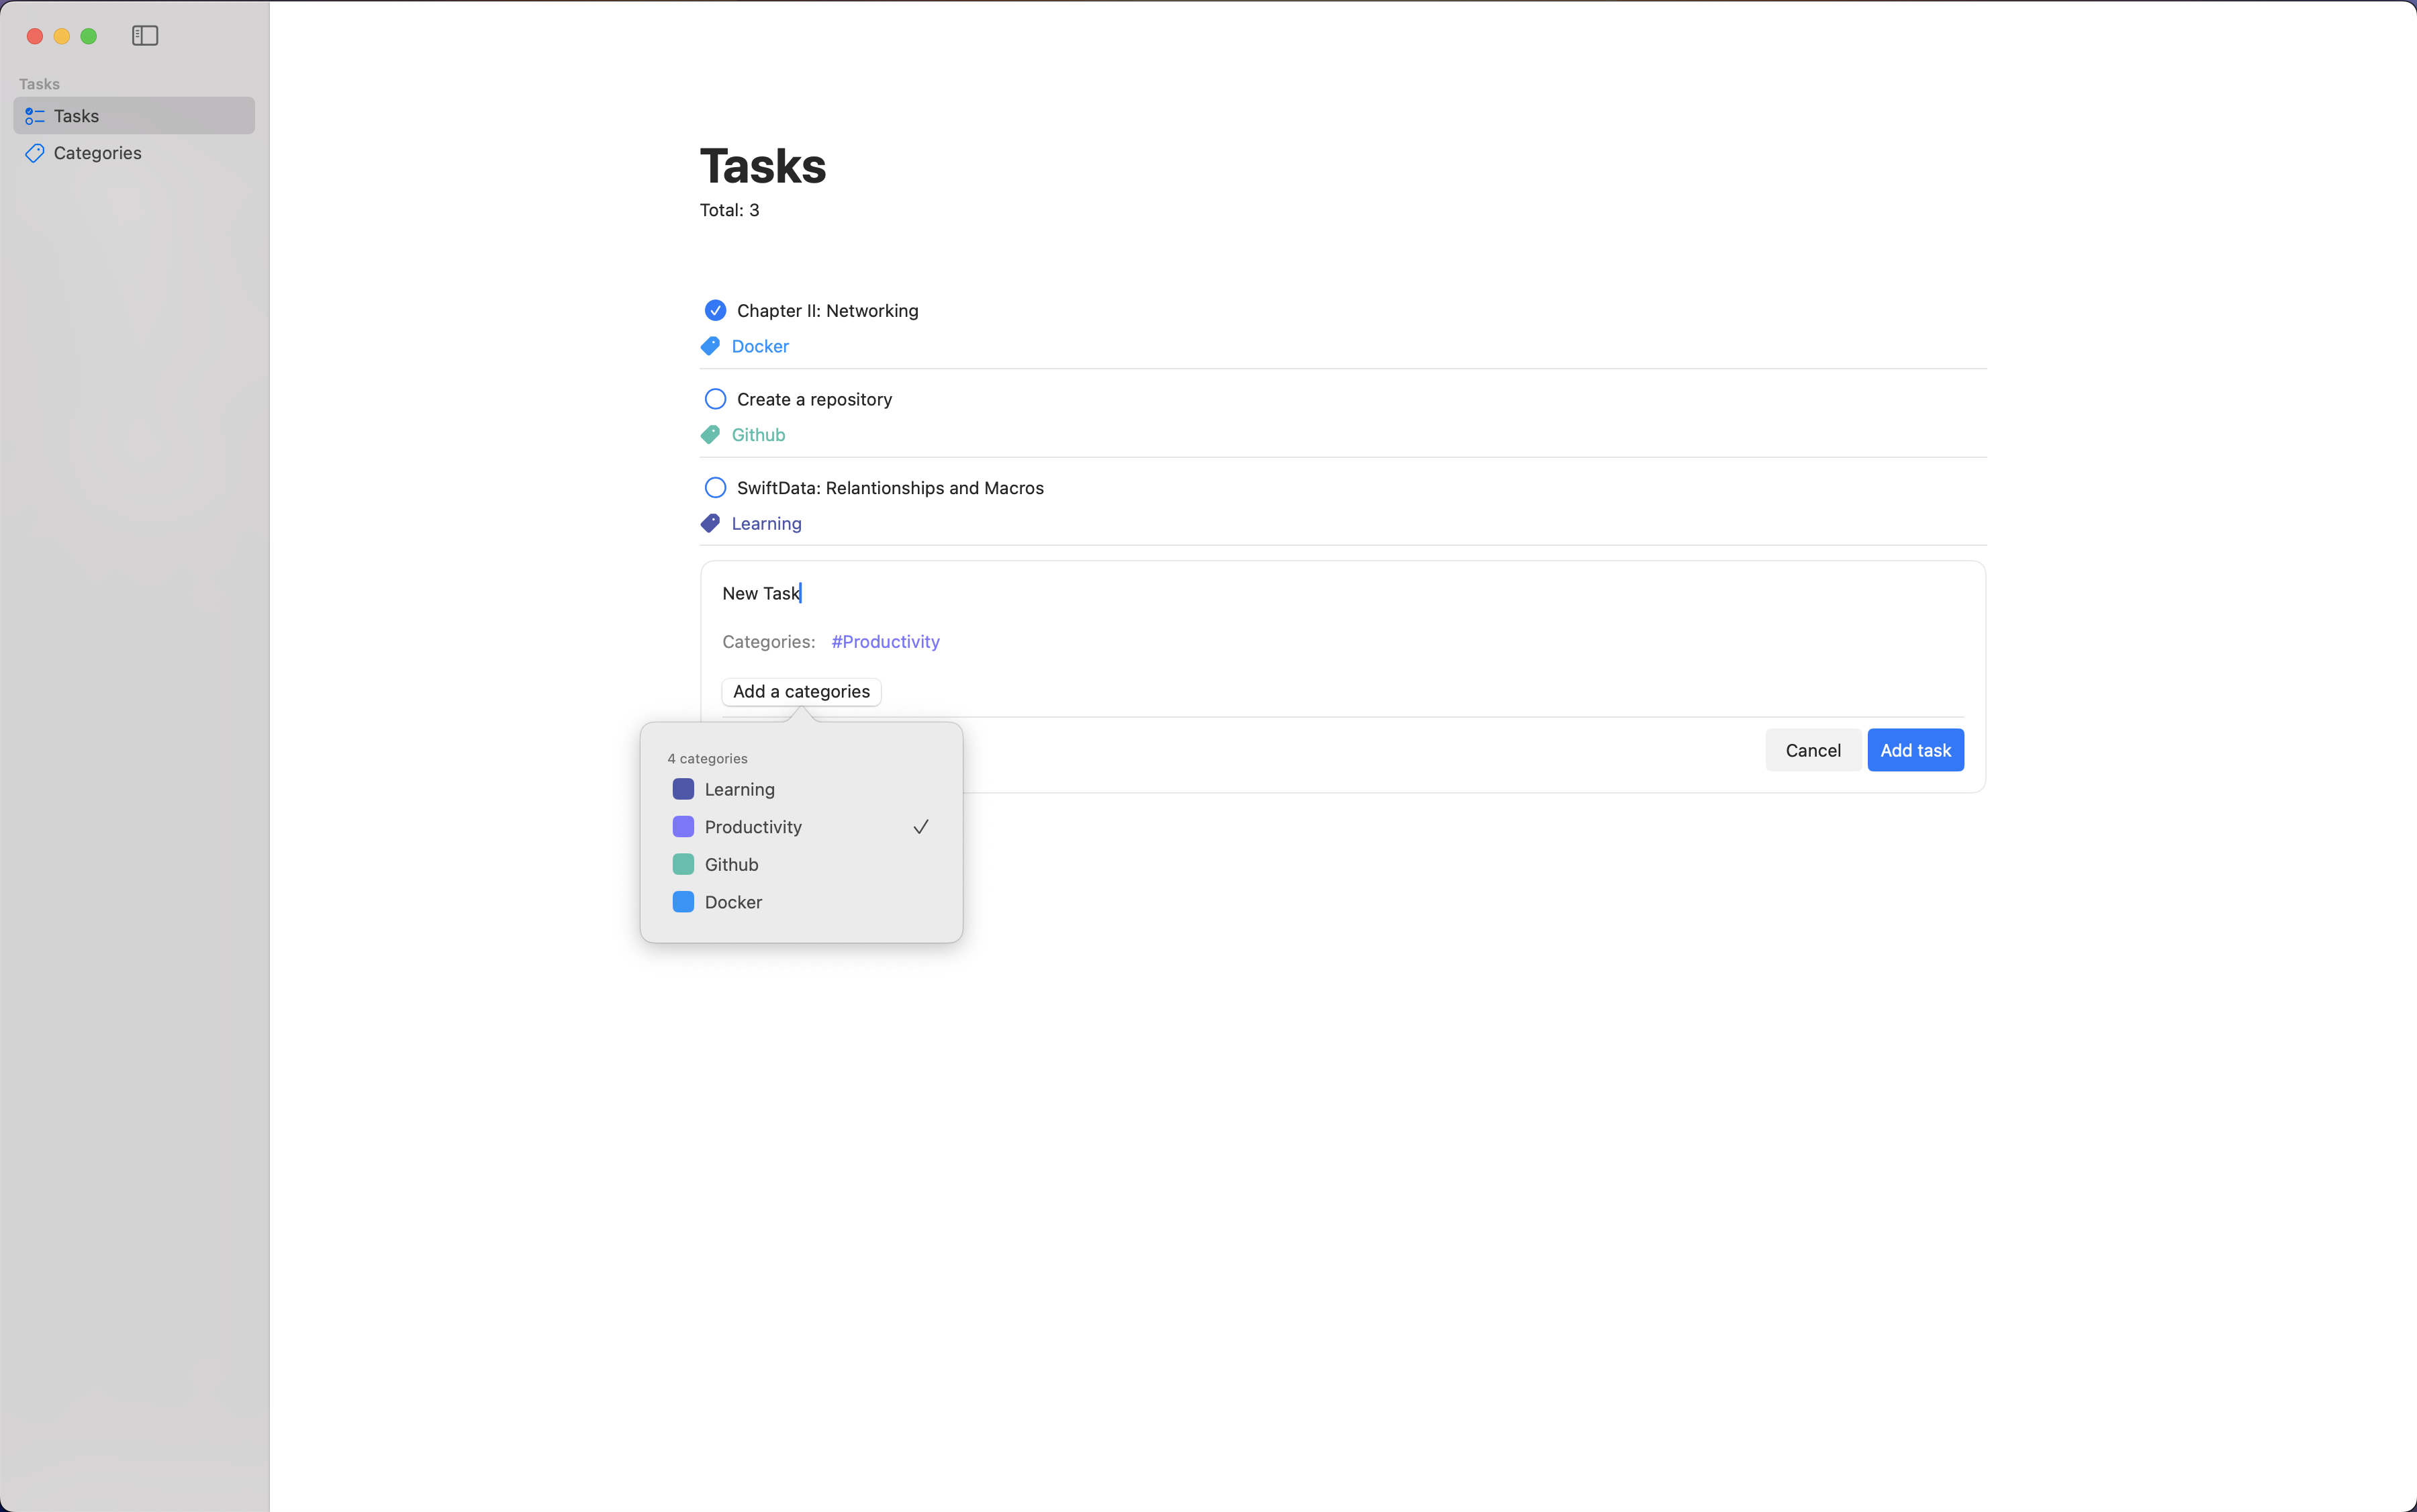 Tasks
Tasks
Categories
Tasks
Total: 3
Chapter II: Networking
Docker
Create a repository
Github
SwiftData: Relantionships and Macros
Learning
New Task
Categories: #Productivity
Add a categories
Cancel Add task
4 categories
Learning
Productivity
Github
Docker